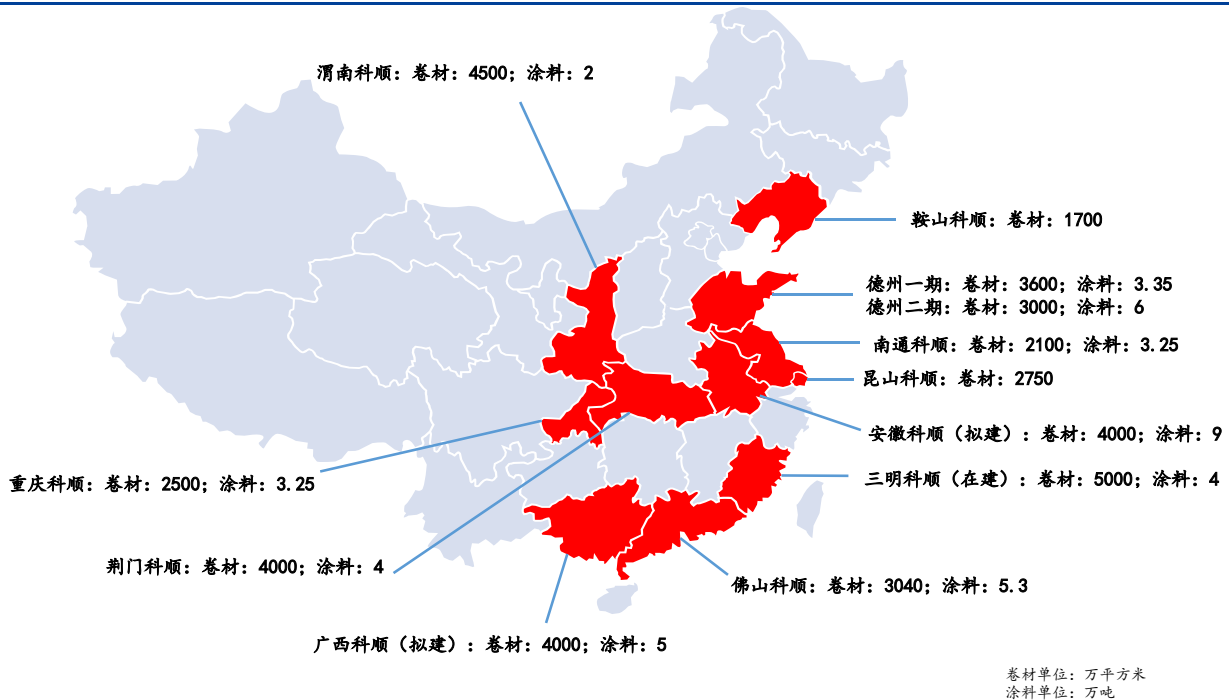 渭南科顺：卷材：4500；涂料：2
鞍山科顺：卷材：1700
德州一期：卷材：3600；涂料：3.35
德州二期：卷材：3000；涂料：6
南通科顺：卷材：2100；涂料：3.25
昆山科顺：卷材：2750
安徽科顺（拟建）：卷材：4000；涂料：9
三明科顺（在建）：卷材：5000；涂料：4
重庆科顺：卷材：2500；涂料：3.25
荆门科顺：卷材：4000；涂料：4
佛山科顺：卷材：3040；涂料：5.3
广西科顺（拟建）：卷材：4000；涂料：5
卷材单位：万平方米
涂料单位：万吨